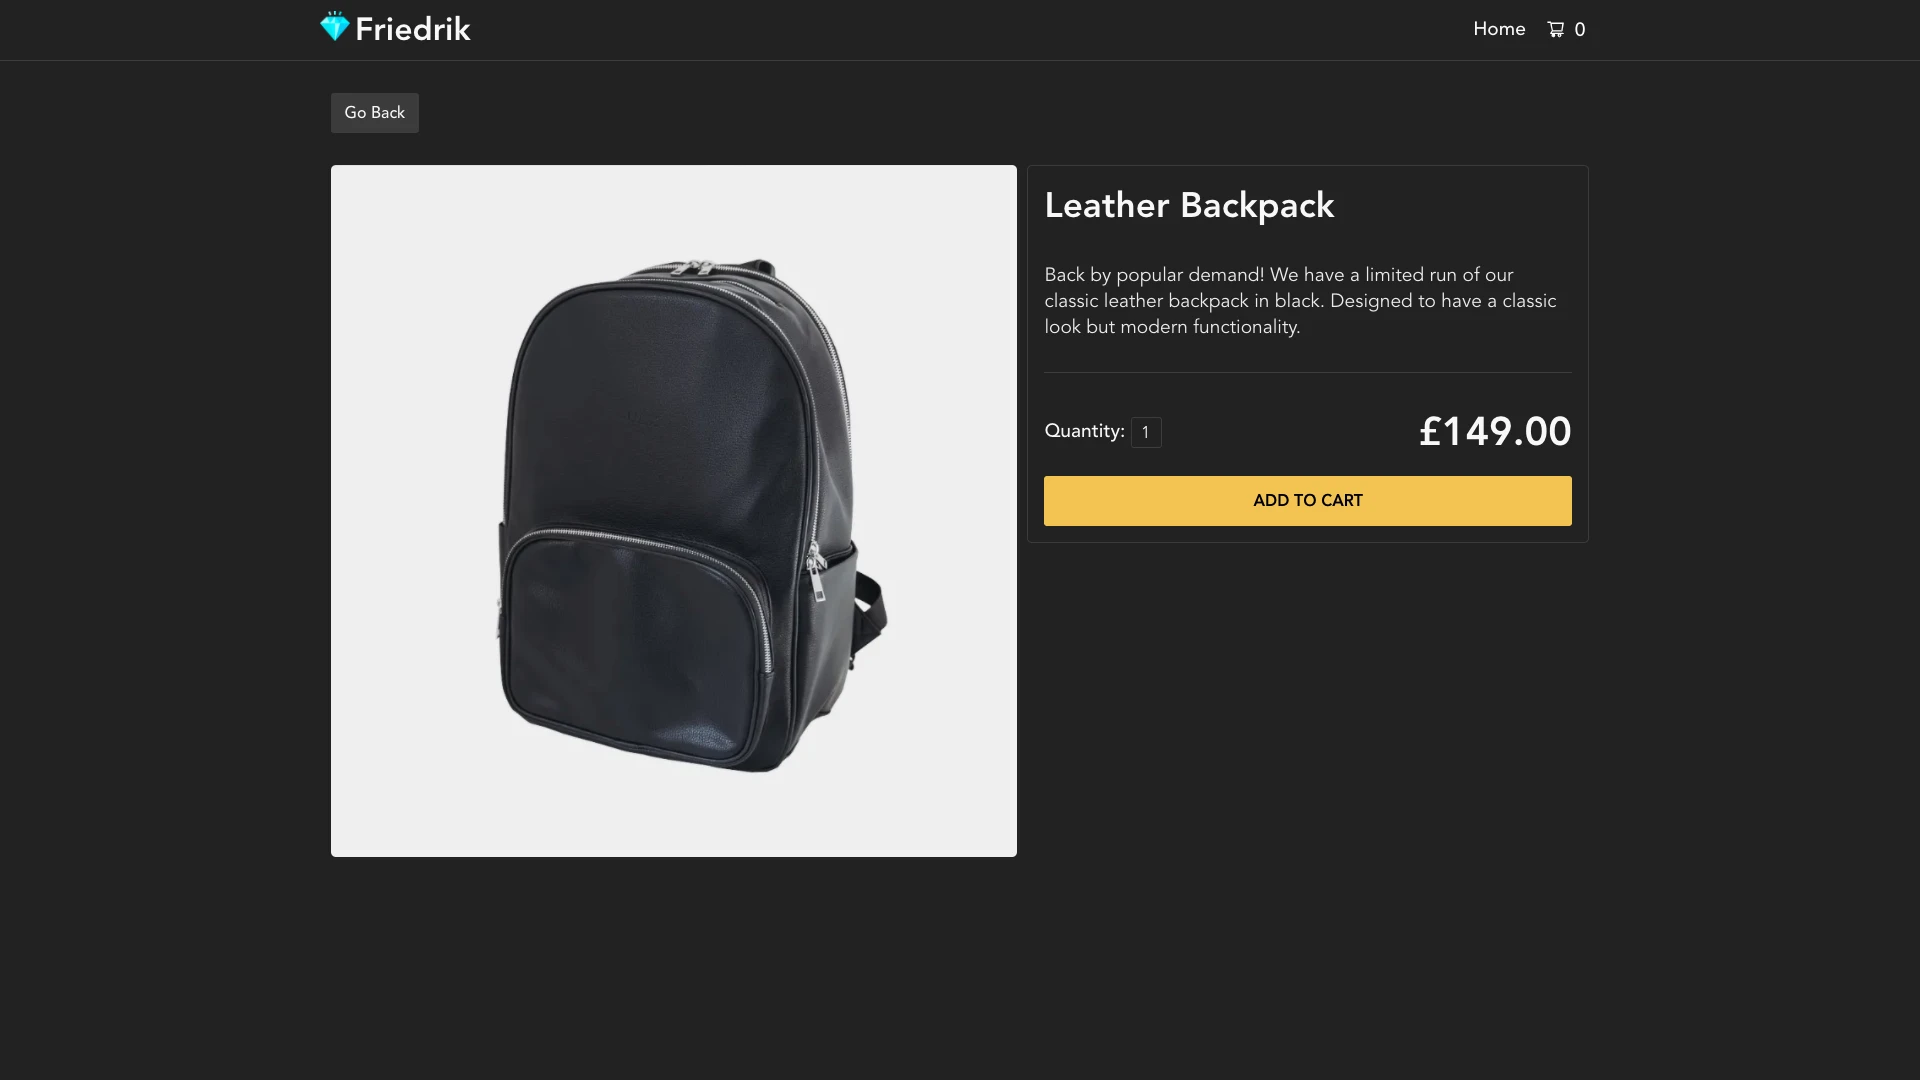 Friedrik
Home
0
Go Back
Leather Backpack
Back by popular demand! We have a limited run of our
classic leather backpack in black. Designed to have a classic
look but modern functionality.
Quantity: 1
£149.00
ADD TO CART